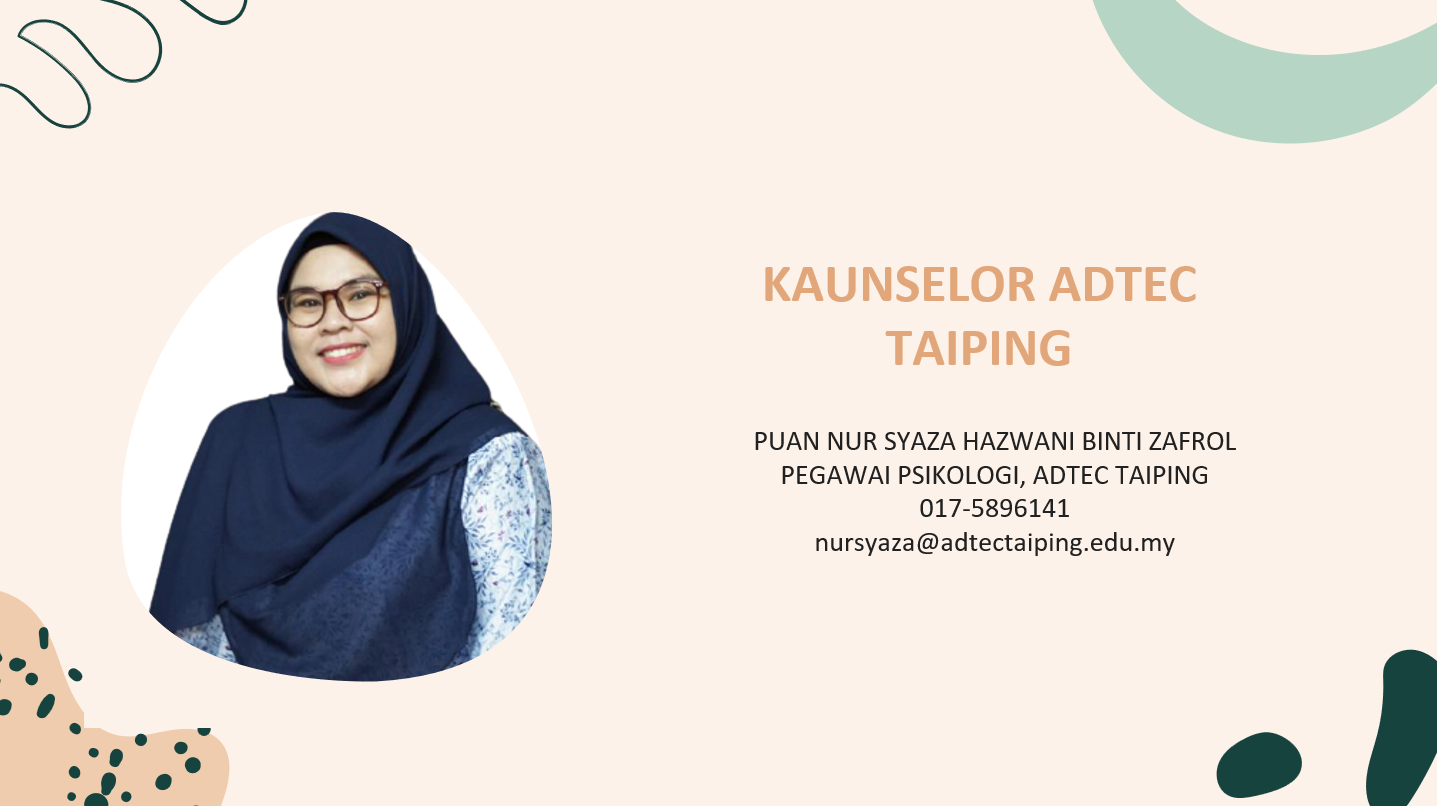 KAUNSELOR ADTEC
TAIPING
PUAN NUR SYAZA HAZWANI BINTI ZAFROL
PEGAWAI PSIKOLOGI, ADTEC TAIPING
017-5896141
nursyaza@adtectaiping.edu.my